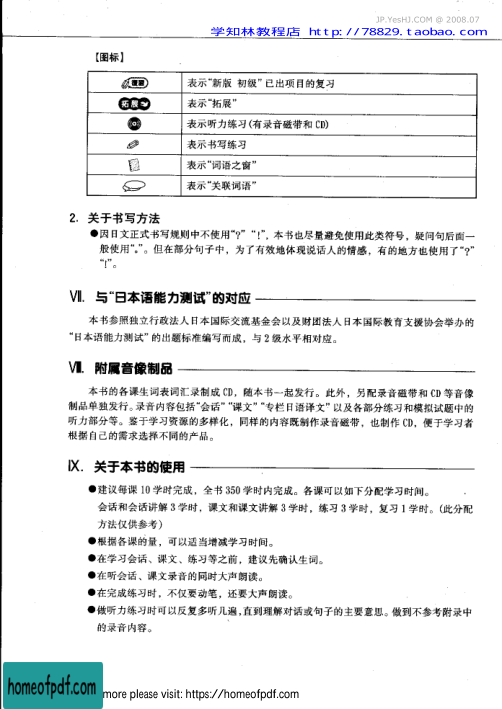 JP.YesHJ.COM @ 2008.07
学知林教程店 http://78829.taobao.com
【图标】
复习 表示“新版 初级”已出项目的复习
拓展 表示“拓展”
表示听力练习(有录音磁带和 CD)
表示书写练习
表示“词语之窗”
表示“关联词语”
2. 关于书写方法
●因日文正式书写规则中不使用“?”“!”，本书也尽量避免使用此类符号，疑问句后面一
般使用“。”。但在部分句子中，为了有效地体现说话人的情感，有的地方也使用了“?”
“!”。
Ⅶ. 与“日本语能力测试”的对应
本书参照独立行政法人日本国际交流基金会以及财团法人日本国际教育支援协会举办的
“日本语能力测试”的出题标准编写而成，与 2 级水平相对应。
Ⅷ. 附属音像制品
本书的各课生词表词汇录制成 CD，随本书一起发行。此外，另配录音磁带和 CD 等音像
制品单独发行。录音内容包括“会话”“课文”“专栏日语译文”以及各部分练习和模拟试题中的
听力部分等。鉴于学习资源的多样化，同样的内容既制作录音磁带，也制作 CD，便于学习者
根据自己的需求选择不同的产品。
Ⅸ. 关于本书的使用
●建议每课 10 学时完成，全书 350 学时内完成。各课可以如下分配学习时间。
会话和会话讲解 3 学时，课文和课文讲解 3 学时，练习 3 学时，复习 1 学时。(此分配
方法仅供参考)
●根据各课的量，可以适当增减学习时间。
●在学习会话、课文、练习等之前，建议先确认生词。
●在听会话、课文录音的同时大声朗读。
●在完成练习时，不仅要动笔，还要大声朗读。
●做听力练习时可以反复多听几遍，直到理解对话或句子的主要意思。做到不参考附录中
的录音内容。
homeofpdf.com
more please visit: https://homeofpdf.com